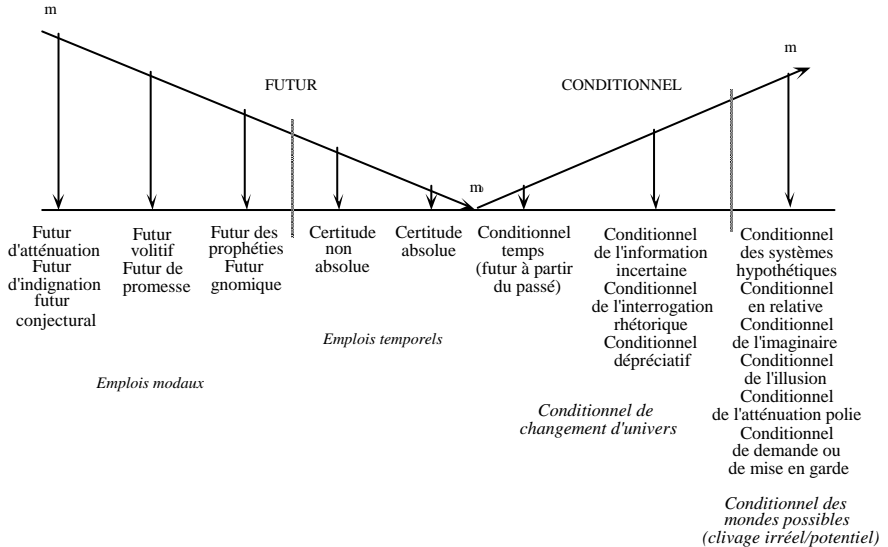 m
m
FUTUR
CONDITIONNEL
m
Futur
d'atténuation
Futur
d'indignation
futur
conjectural
Futur
volitif
Futur de
promesse
Futur des
prophéties
Futur
gnomique
Certitude
non
absolue
Certitude
absolue
Conditionnel
temps
(futur à partir
du passé)
Conditionnel
de l'information
incertaine
Conditionnel
de l'interrogation
rhétorique
Conditionnel
dépréciatif
Conditionnel
des systèmes
hypothétiques
Conditionnel
en relative
Conditionnel
de l'imaginaire
Conditionnel
de l'illusion
Conditionnel
de l'atténuation polie
Conditionnel
de demande ou
de mise en garde
Emplois temporels
Emplois modaux
Conditionnel de
changement d'univers
Conditionnel des
mondes possibles
(clivage irréel/potentiel)